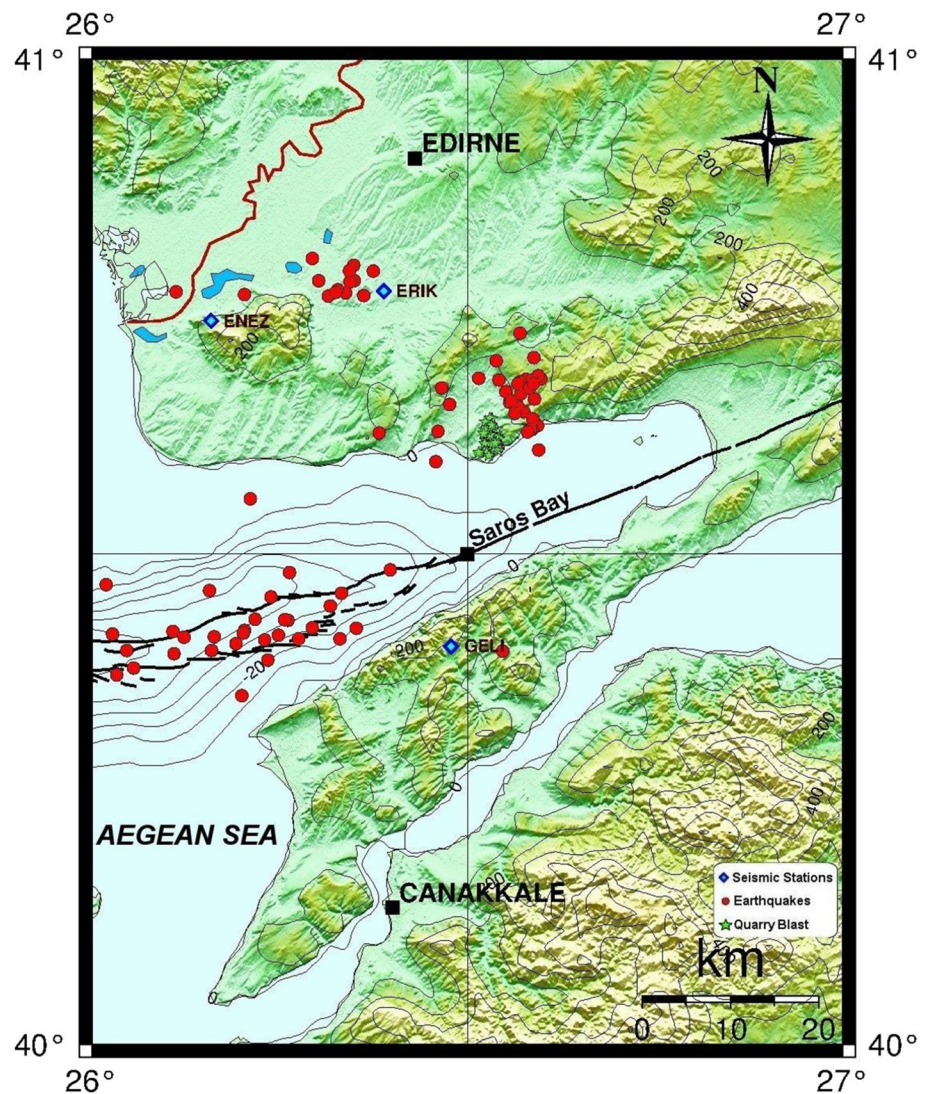 26° 27°
41° 41°
N
EDIRNE
200
200
200
400
ERIK
ENEZ
200
0
Saros Bay
0
GELI
200
-20
200
400
0
AEGEAN SEA
CANAKKALE
Seismic Stations
Earthquakes
Quarry Blast
km
0 10 20
0
40° 40°
26° 27°